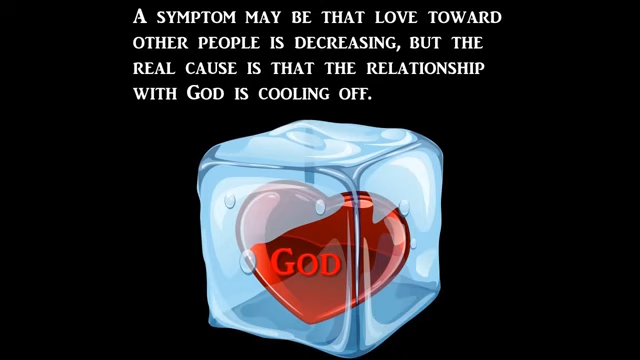 A symptom may be that love toward
other people is decreasing, but the
real cause is that the relationship
with God is cooling off.
God